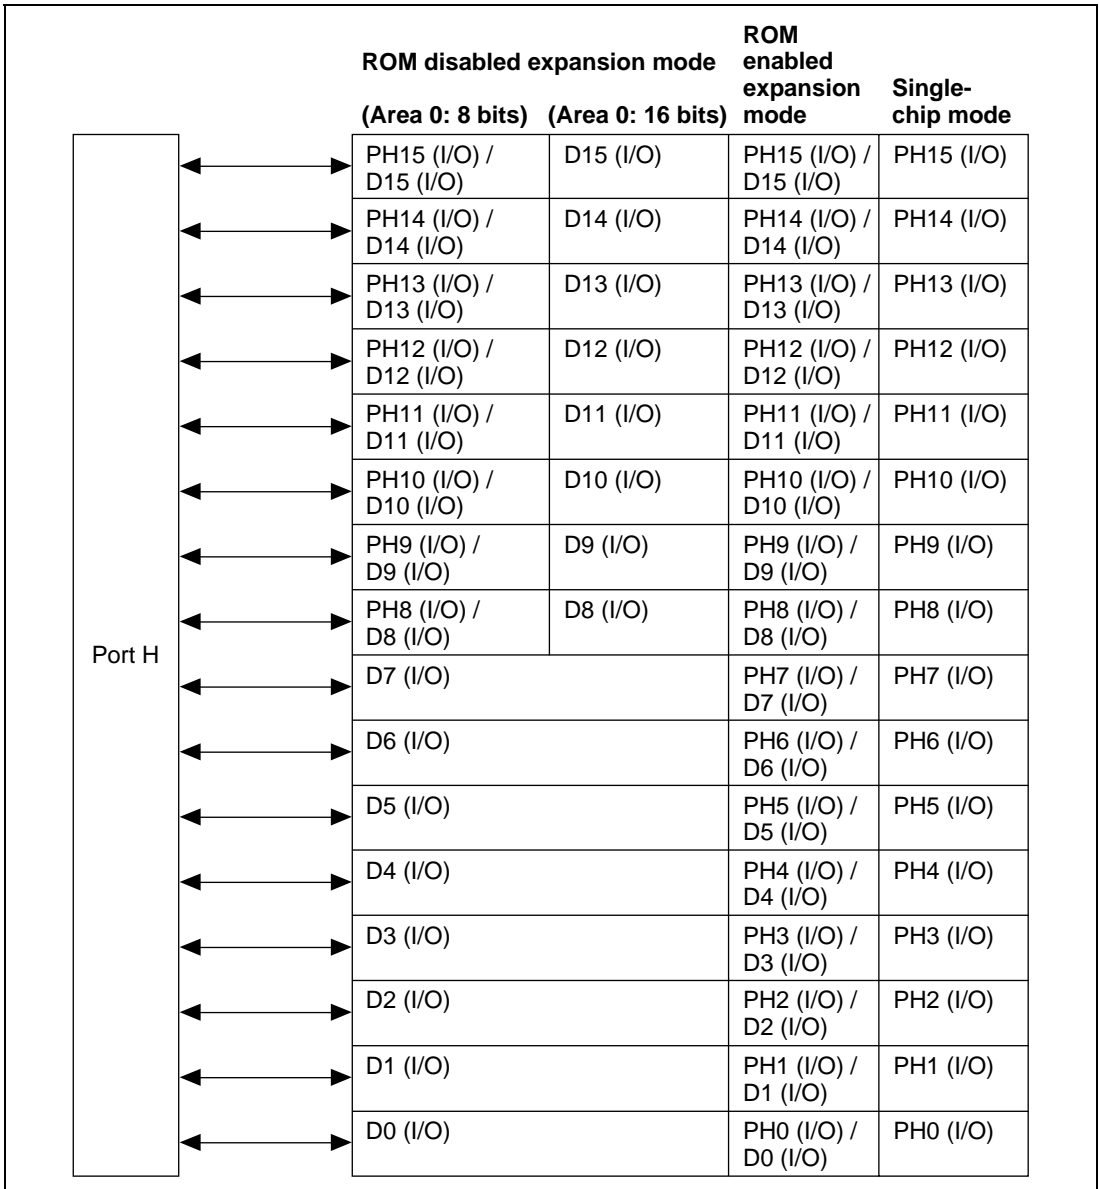 ROM disabled expansion mode
(Area 0: 8 bits) (Area 0: 16 bits)
ROM
enabled
expansion
mode
Single-
chip mode
Port H
PH15 (I/O) / D15 (I/O) PH15 (I/O) / PH15 (I/O)
D15 (I/O) D15 (I/O)
PH14 (I/O) / D14 (I/O) PH14 (I/O) / PH14 (I/O)
D14 (I/O) D14 (I/O)
PH13 (I/O) / D13 (I/O) PH13 (I/O) / PH13 (I/O)
D13 (I/O) D13 (I/O)
PH12 (I/O) / D12 (I/O) PH12 (I/O) / PH12 (I/O)
D12 (I/O) D12 (I/O)
PH11 (I/O) / D11 (I/O) PH11 (I/O) / PH11 (I/O)
D11 (I/O) D11 (I/O)
PH10 (I/O) / D10 (I/O) PH10 (I/O) / PH10 (I/O)
D10 (I/O) D10 (I/O)
PH9 (I/O) / D9 (I/O) PH9 (I/O) / PH9 (I/O)
D9 (I/O) D9 (I/O)
PH8 (I/O) / D8 (I/O) PH8 (I/O) / PH8 (I/O)
D8 (I/O) D8 (I/O)
D7 (I/O) PH7 (I/O) / PH7 (I/O)
D7 (I/O)
D6 (I/O) PH6 (I/O) / PH6 (I/O)
D6 (I/O)
D5 (I/O) PH5 (I/O) / PH5 (I/O)
D5 (I/O)
D4 (I/O) PH4 (I/O) / PH4 (I/O)
D4 (I/O)
D3 (I/O) PH3 (I/O) / PH3 (I/O)
D3 (I/O)
D2 (I/O) PH2 (I/O) / PH2 (I/O)
D2 (I/O)
D1 (I/O) PH1 (I/O) / PH1 (I/O)
D1 (I/O)
D0 (I/O) PH0 (I/O) / PH0 (I/O)
D0 (I/O)